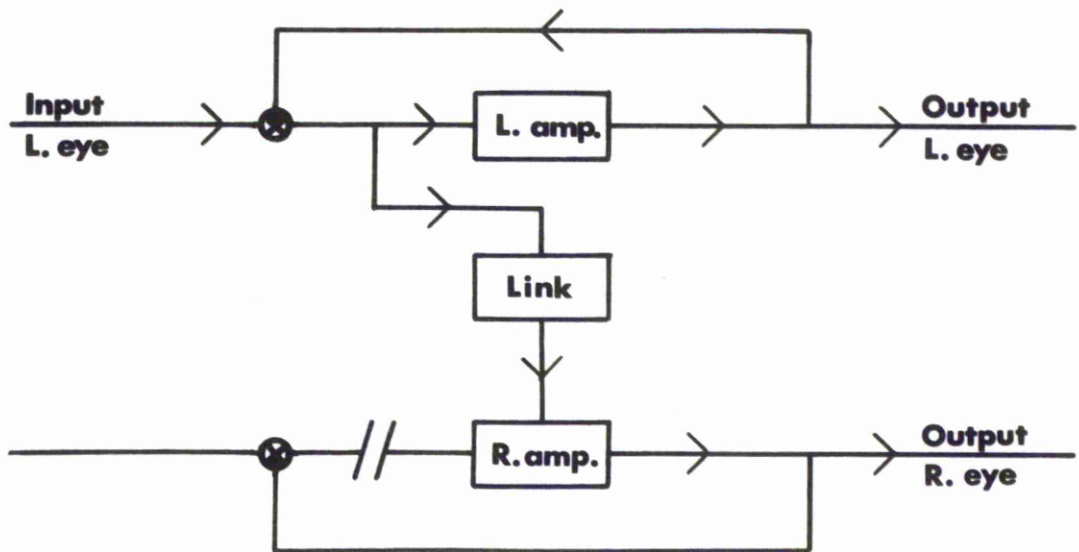 Input
L. eye
L. amp.
Output
L. eye
Link
R. amp.
Output
R. eye